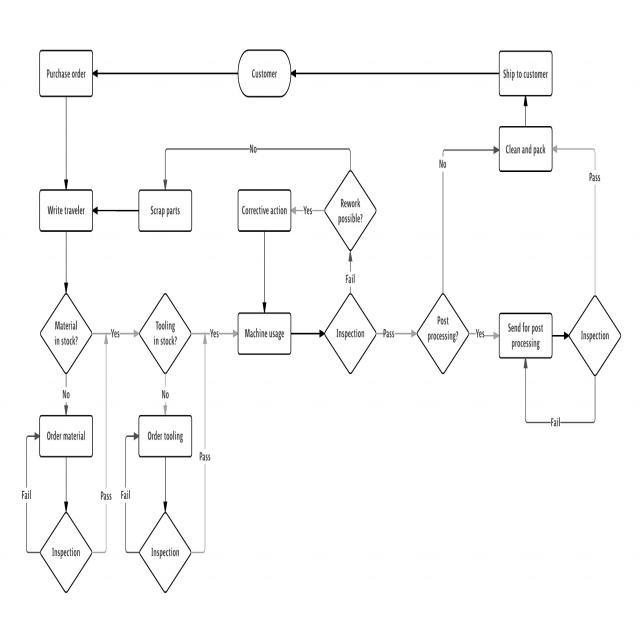 Purchase order
Customer
Ship to customer
Clean and pack
No
No
Pass
Write traveler
Scrap parts
Corrective action
Yes
Rework
possible?
Fail
Material
in stock?
Yes
Tooling
in stock?
Yes
Machine usage
Inspection
Pass
Post
processing?
Yes
Send for post
processing
Inspection
No
No
Fail
Order material
Order tooling
Pass
Fail
Pass
Fail
Inspection
Inspection